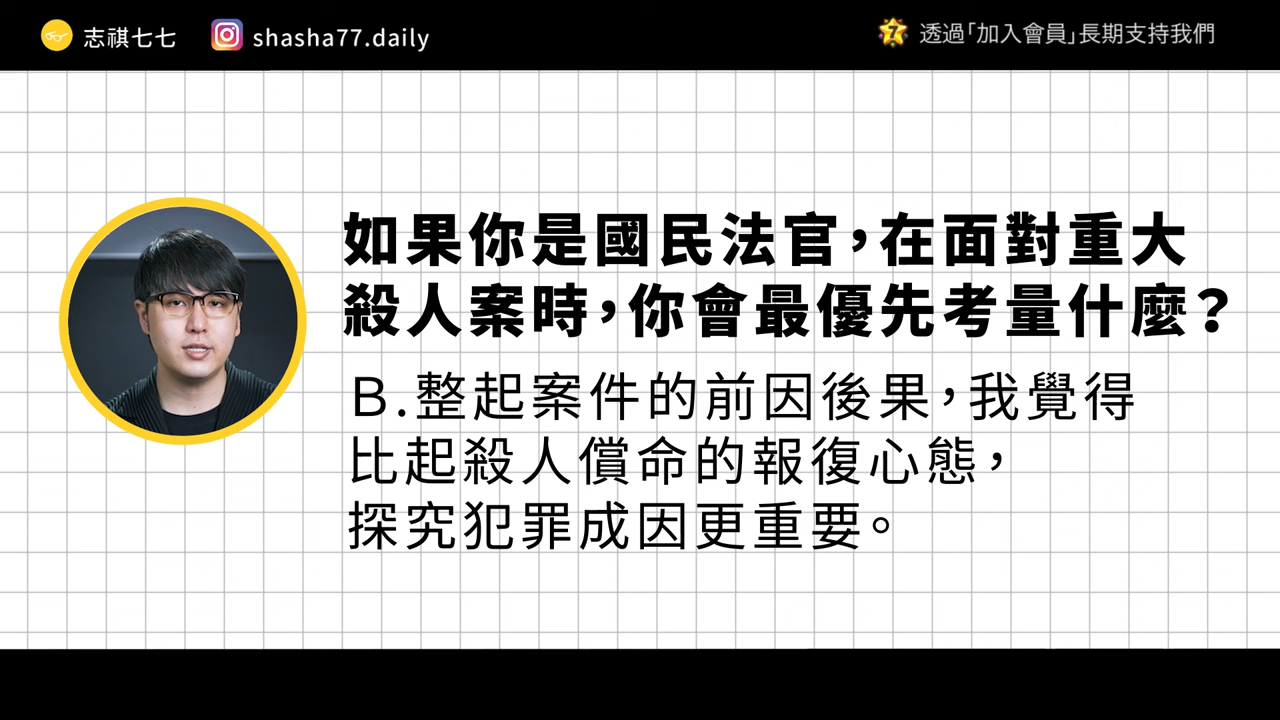 志祺七七
shasha77.daily
7
透過「加入會員」長期支持我們
如果你是國民法官,在面對重大
殺人案時,你會最優先考量什麼?
B.整起案件的前因後果,我覺得
比起殺人償命的報復心態,
探究犯罪成因更重要。